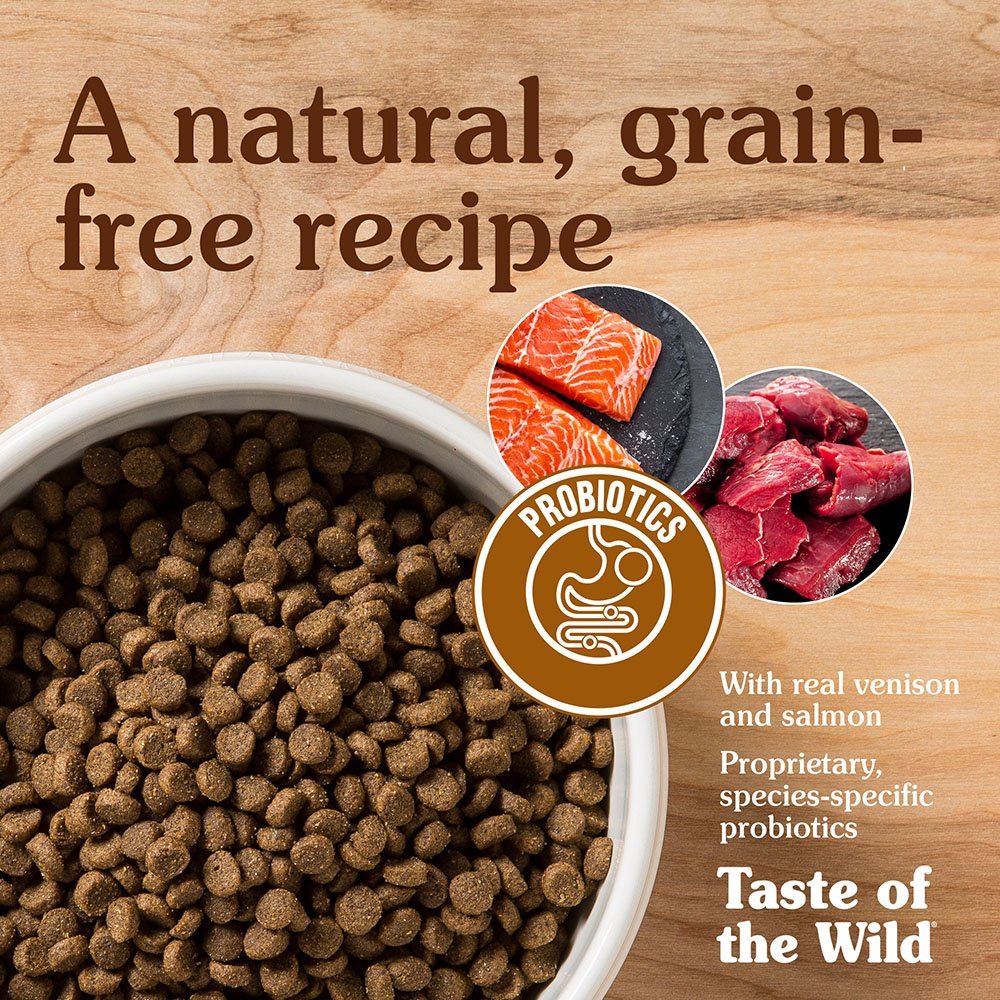 A natural, grain-
free recipe
PROBIOTICS
With real venison
and salmon
Proprietary,
species-specific
probiotics
Taste of
the Wild®